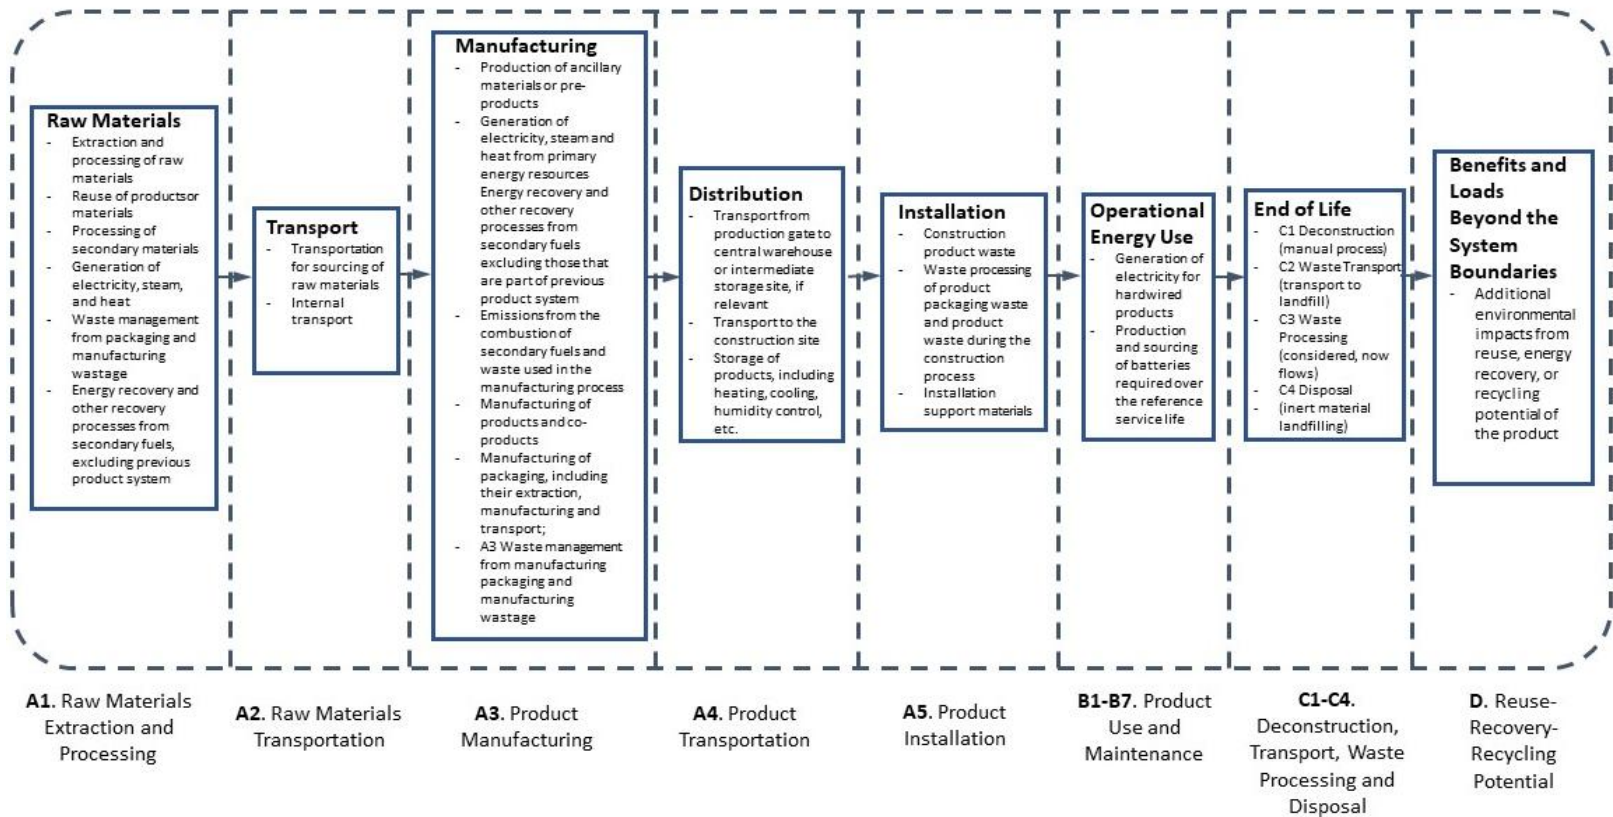 Raw Materials
- Extraction and
processing of raw
materials
- Reuse of productsor
materials
- Processing of
secondary materials
- Generation of
electricity, steam,
and heat
- Waste management
from packaging and
manufacturing
wastage
- Energy recovery and
other recovery
processes from
secondary fuels,
excluding previous
product system
Transport
- Transportation
for sourcing of
raw materials
- Internal
transport
Manufacturing
- Production of ancillary
materials or pre-
products
- Generation of
electricity, steam and
heat from primary
energy resources
Energy recovery and
other recovery
processes from
secondary fuels
excluding those that
are part of previous
product system
- Emissions from the
combustion of
secondary fuels and
waste used in the
manufacturing process
- Manufacturing of
products and co-
products
- Manufacturing of
packaging, including
their extraction,
manufacturing and
transport;
- A3 Waste management
from manufacturing
packaging and
manufacturing
wastage
Distribution
- Transport from
production gate to
central warehouse
or intermediate
storage site, if
relevant
- Transport to the
construction site
- Storage of
products, including
heating, cooling,
humidity control,
etc.
Installation
- Construction
product waste
- Waste processing
of product
packaging waste
and product
waste during the
construction
process
- Installation
support materials
Operational
Energy Use
- Generation of
electricity for
hardwired
products
- Production
and sourcing
of batteries
required over
the reference
service life
End of Life
- C1 Deconstruction
(manual process)
- C2 Waste Transport
(transport to
landfill)
- C3 Waste
Processing
(considered, now
flows)
- C4 Disposal
- (inert material
landfilling)
Benefits and
Loads
Beyond the
System
Boundaries
- Additional
environmental
impacts from
reuse, energy
recovery, or
recycling
potential of
the product
A1. Raw Materials
Extraction and
Processing
A2. Raw Materials
Transportation
A3. Product
Manufacturing
A4. Product
Transportation
A5. Product
Installation
B1-B7. Product
Use and
Maintenance
C1-C4.
Deconstruction,
Transport, Waste
Processing and
Disposal
D. Reuse-
Recovery-
Recycling
Potential